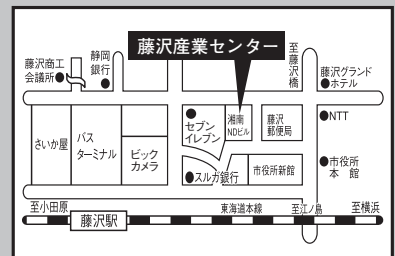 藤沢産業センター
藤沢商工
会議所
静岡
銀行
至藤沢橋
藤沢グランド
ホテル
さいか屋
バス
ターミナル
ビック
カメラ
セブン
イレブン
湘南
NDビル
藤沢
郵便局
NTT
スルガ銀行
市役所新館
市役所
本館
至小田原
藤沢駅
東海道本線
至江ノ島
至横浜